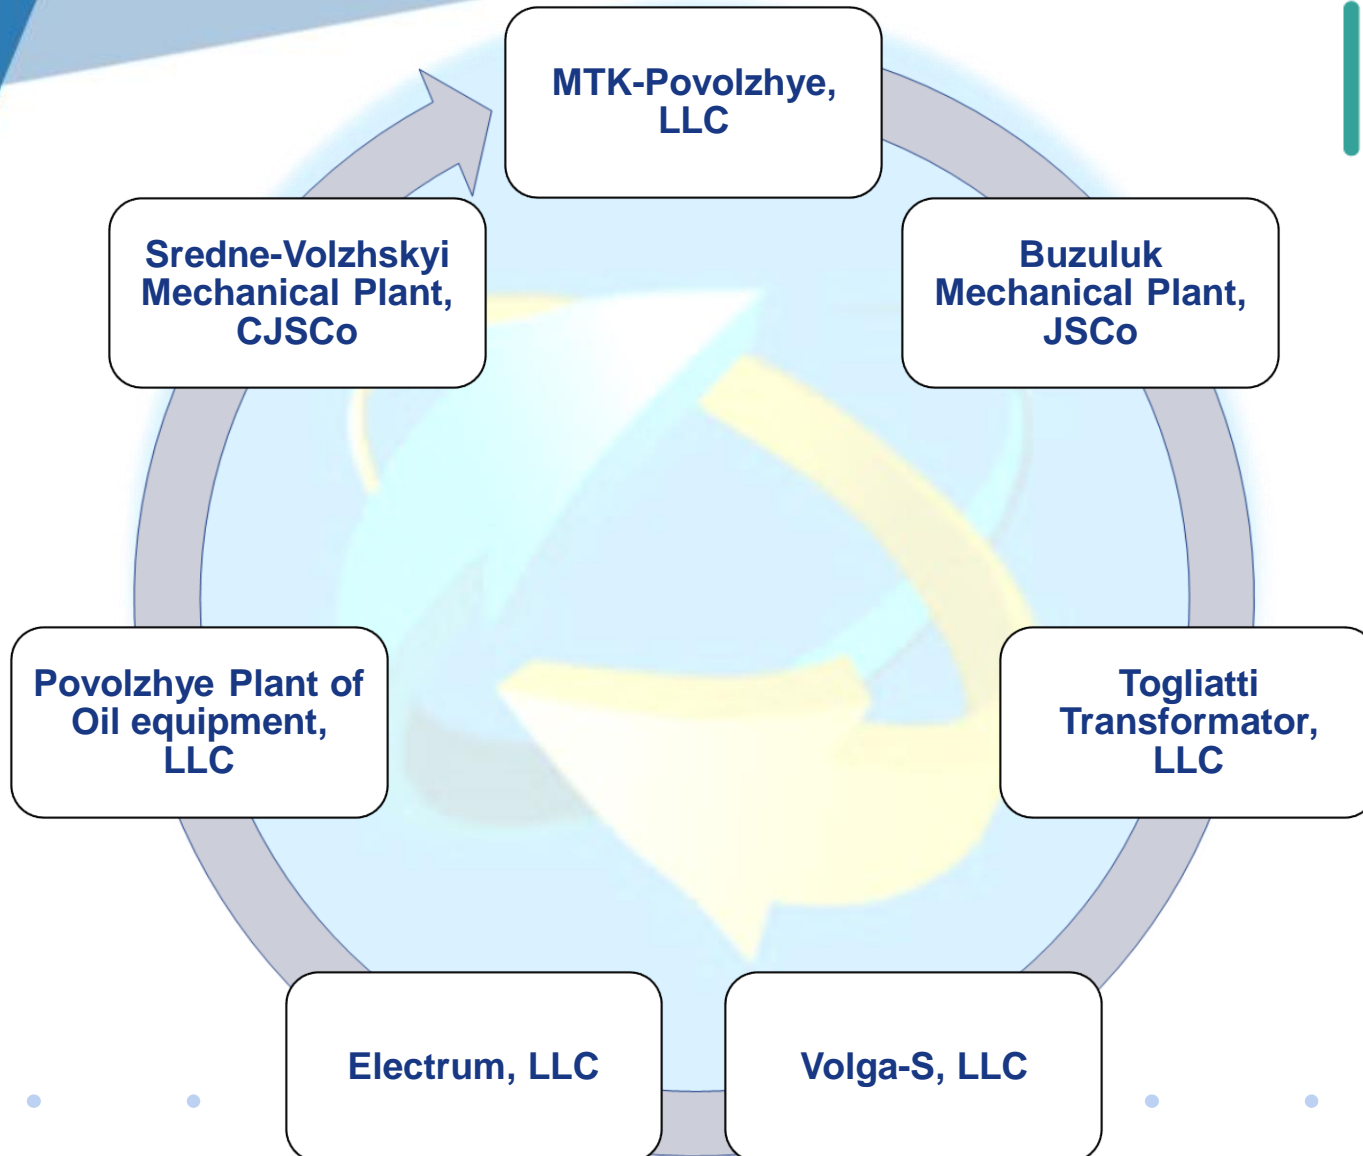 MTK-Povolzhye,
LLC
Buzuluk
Mechanical Plant,
JSCo
Togliatti
Transformator,
LLC
Volga-S, LLC
Electrum, LLC
Povolzhye Plant of
Oil equipment,
LLC
Sredne-Volzhskyi
Mechanical Plant,
CJSCo